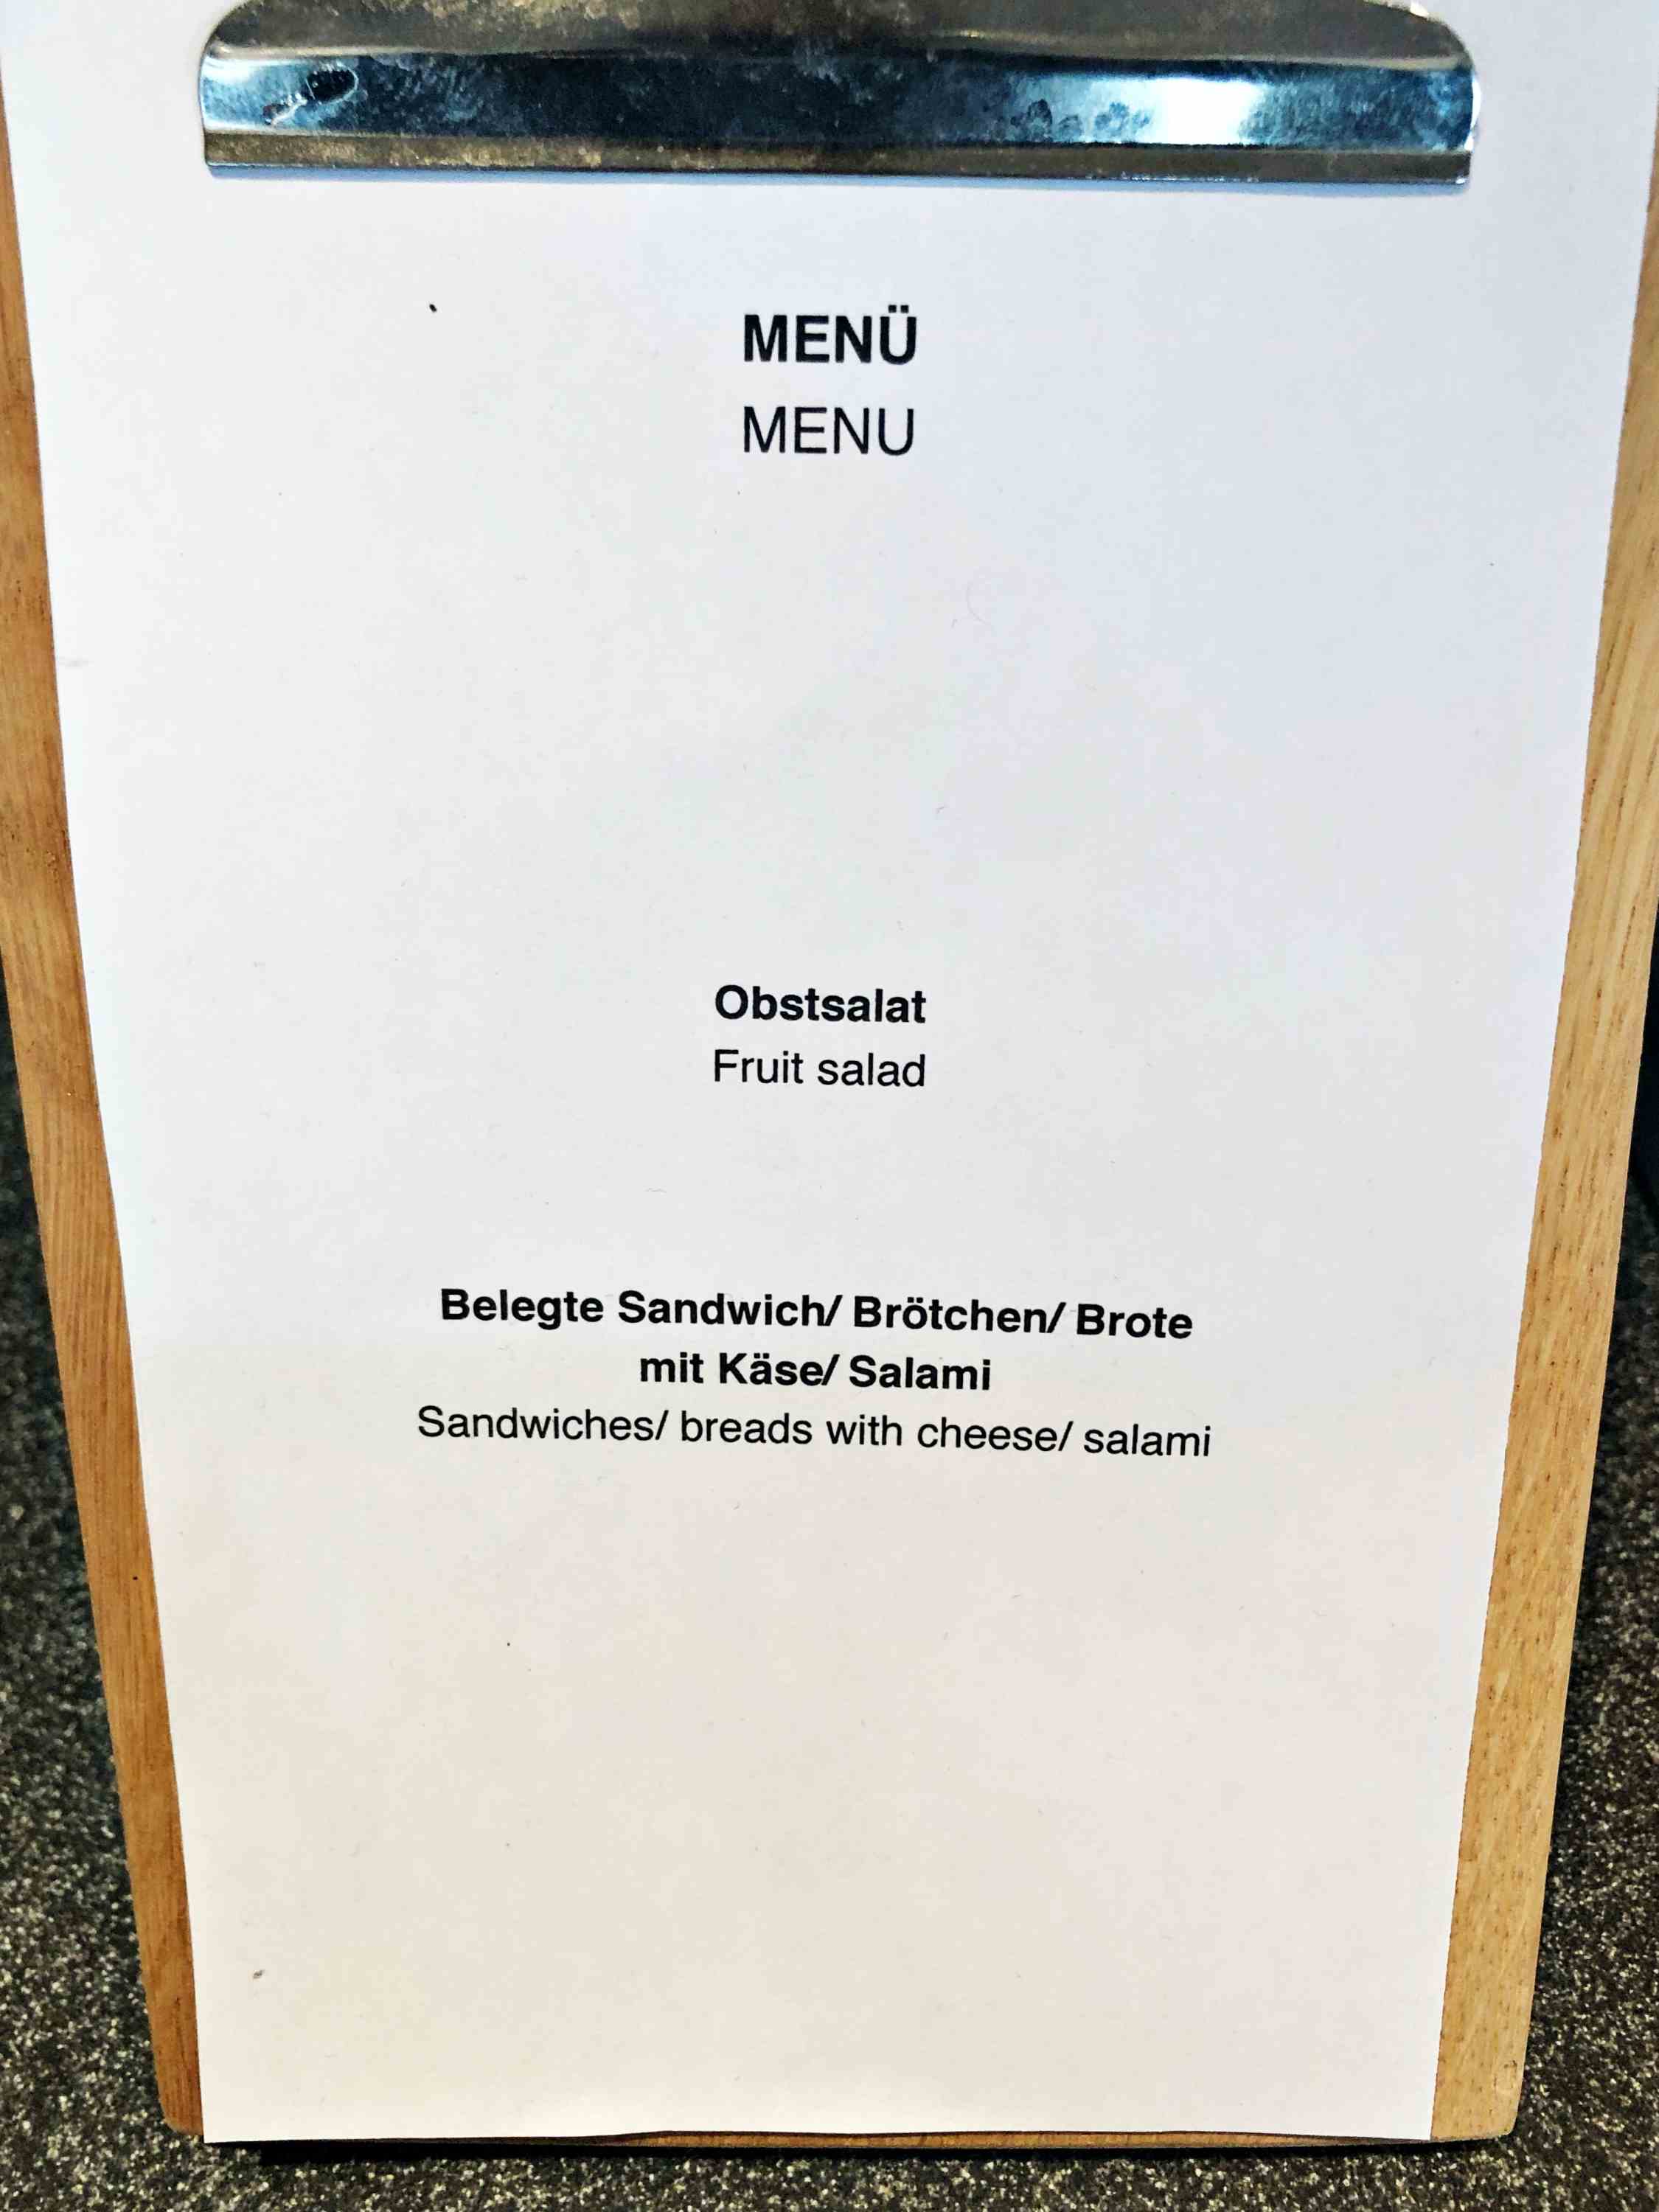 MENÜ
MENU
Obstsalat
Fruit salad
Belegte Sandwich/ Brötchen/ Brote
mit Käse/ Salami
Sandwiches/ breads with cheese/ salami